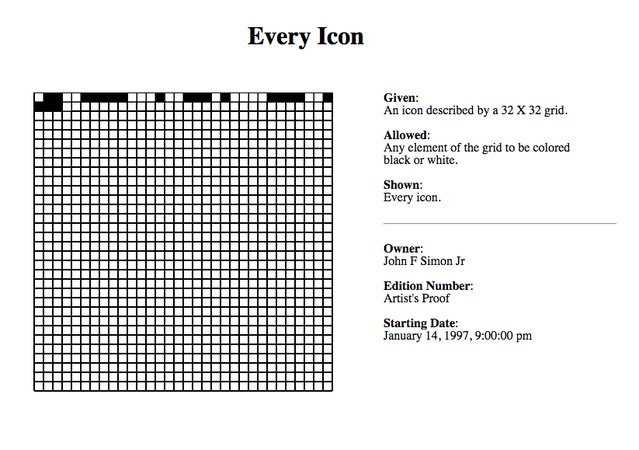 Every Icon
Given:
An icon described by a 32 X 32 grid.
Allowed:
Any element of the grid to be colored
black or white.
Shown:
Every icon.
Owner:
John F Simon Jr
Edition Number:
Artist's Proof
Starting Date:
January 14, 1997, 9:00:00 pm